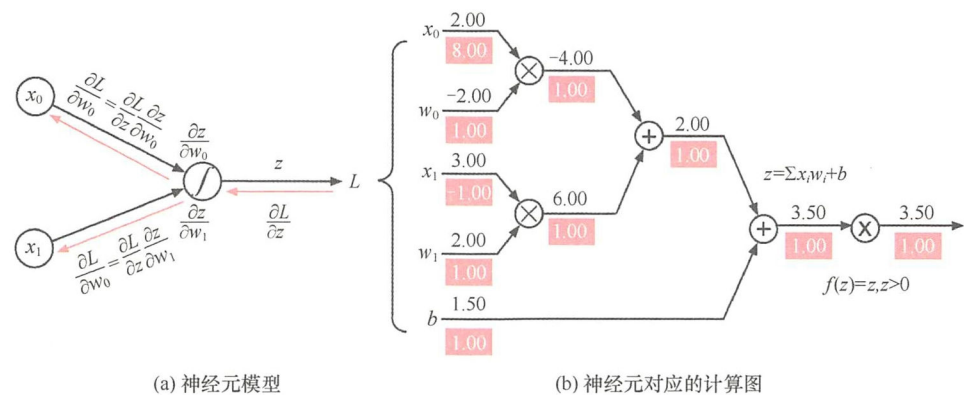 x₀
∂L/∂w₀=∂L/∂z ∂z/∂w₀
∂z/∂w₀
∫
z
L
∂L/∂z
∂z/∂w₁
x₁
∂L/∂w₀=∂L/∂z ∂z/∂w₁
(a) 神经元模型
x₀ 2.00
8.00
×
-4.00
1.00
w₀ -2.00
1.00
+
2.00
1.00
x₁ 3.00
-1.00
×
6.00
1.00
w₁ 2.00
1.00
z=Σxᵢwᵢ+b
+
3.50
1.00
x
3.50
1.00
f(z)=z,z>0
b 1.50
1.00
(b) 神经元对应的计算图